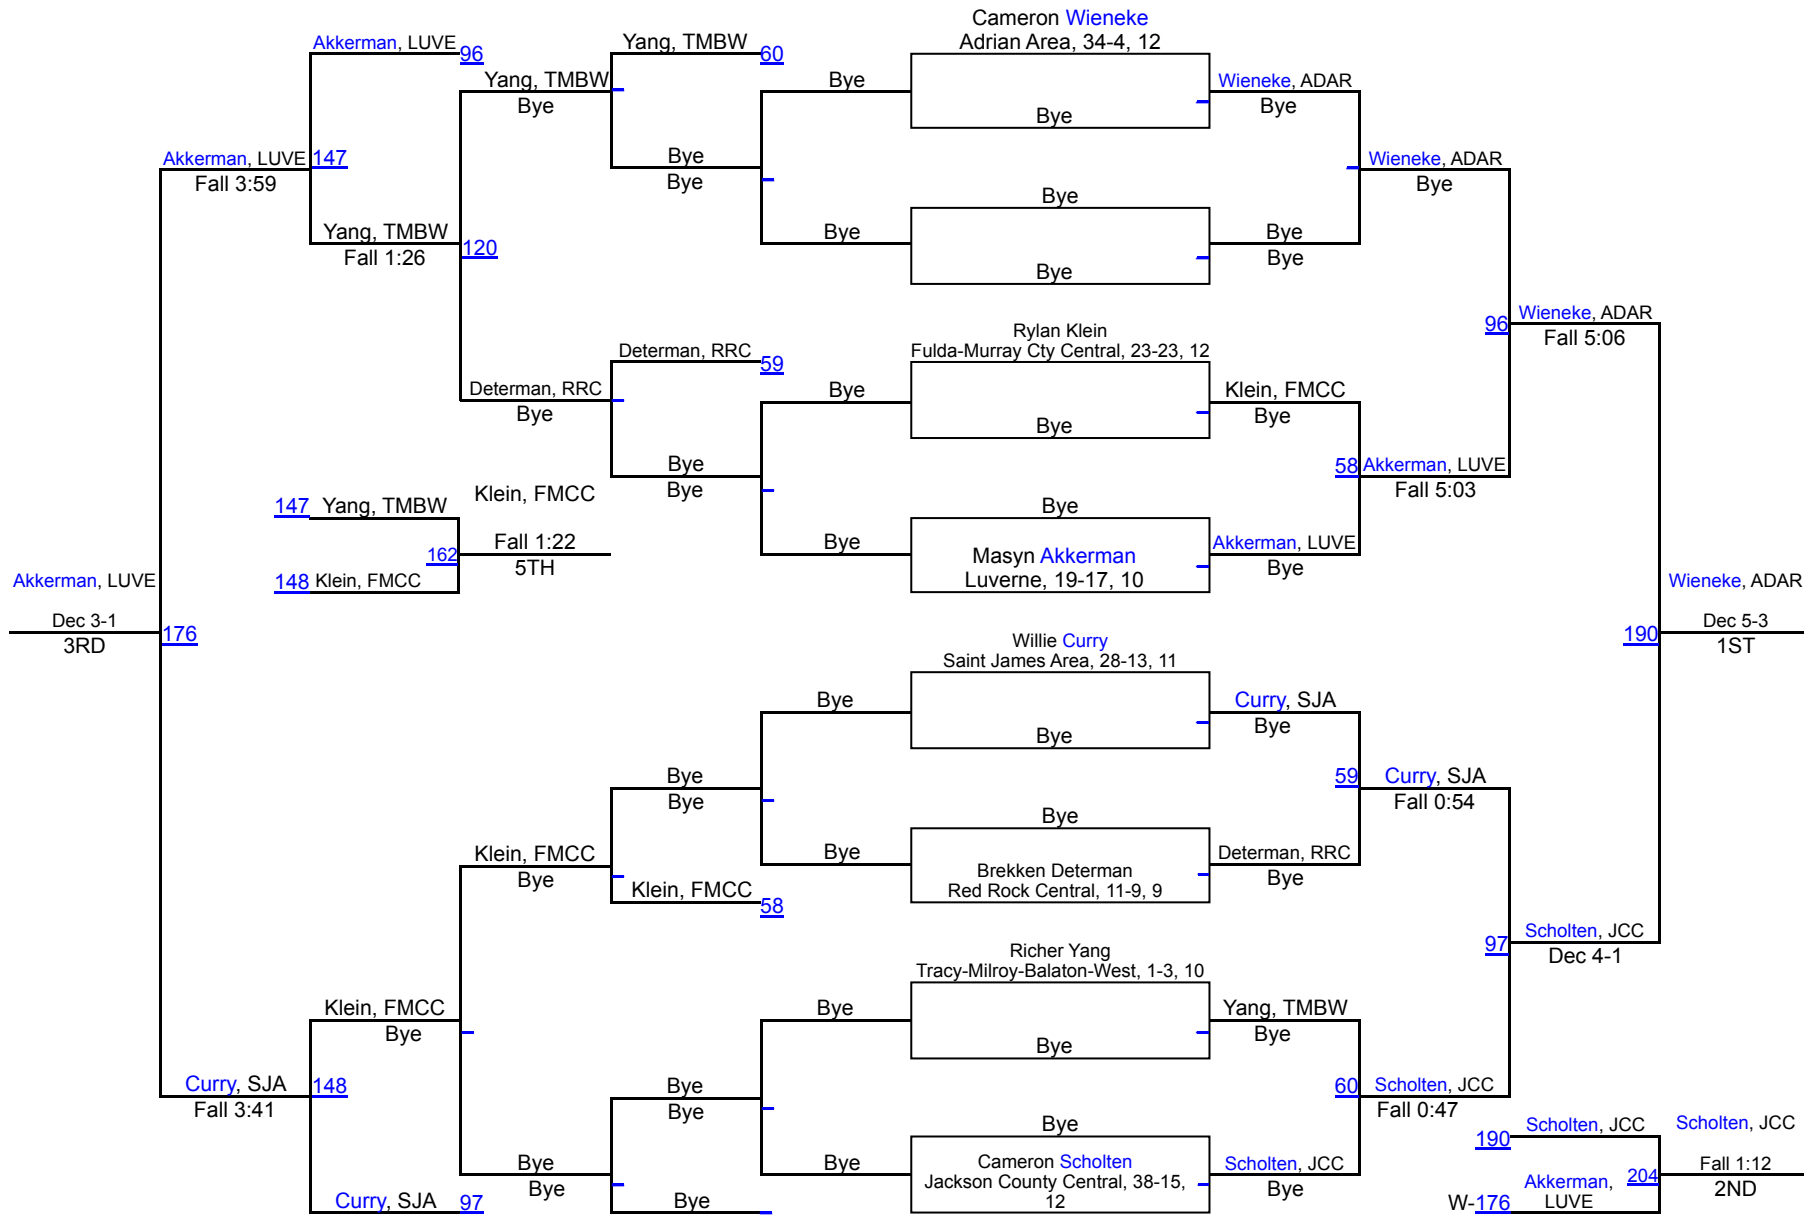 Cameron Wieneke
Adrian Area, 34-4, 12
Bye
Bye
Bye
Rylan Klein
Fulda-Murray Cty Central, 23-23, 12
Bye
Bye
Masyn Akkerman
Luverne, 19-17, 10
Willie Curry
Saint James Area, 28-13, 11
Bye
Bye
Brekken Determan
Red Rock Central, 11-9, 9
Richer Yang
Tracy-Milroy-Balaton-West, 1-3, 10
Bye
Bye
Cameron Scholten
Jackson County Central, 38-15,
12
Wieneke, ADAR
Bye
Bye
Bye
Klein, FMCC
Bye
Akkerman, LUVE
Bye
Curry, SJA
Bye
Determan, RRC
Bye
Yang, TMBW
Bye
Scholten, JCC
Bye
Wieneke, ADAR
Bye
58
Akkerman, LUVE
Fall 5:03
59
Curry, SJA
Fall 0:54
60
Scholten, JCC
Fall 0:47
96
Wieneke, ADAR
Fall 5:06
97
Scholten, JCC
Dec 4-1
190
Wieneke, ADAR
Dec 5-3
1ST
190
Scholten, JCC
W-176
Akkerman,
LUVE
204
Scholten, JCC
Fall 1:12
2ND
Bye
Bye
Bye
Bye
Bye
Bye
Bye
Bye
Yang, TMBW
60
Bye
Bye
Determan, RRC
59
Bye
Bye
Bye
Bye
Klein, FMCC
58
Bye
Bye
Bye
Yang, TMBW
Bye
Determan, RRC
Bye
Klein, FMCC
Bye
Bye
Bye
Akkerman, LUVE
96
120
Yang, TMBW
Fall 1:26
Klein, FMCC
Bye
Curry, SJA
97
147
Akkerman, LUVE
Fall 3:59
148
Curry, SJA
Fall 3:41
147
Yang, TMBW
148
Klein, FMCC
162
Klein, FMCC
Fall 1:22
5TH
Akkerman, LUVE
Dec 3-1
3RD
176